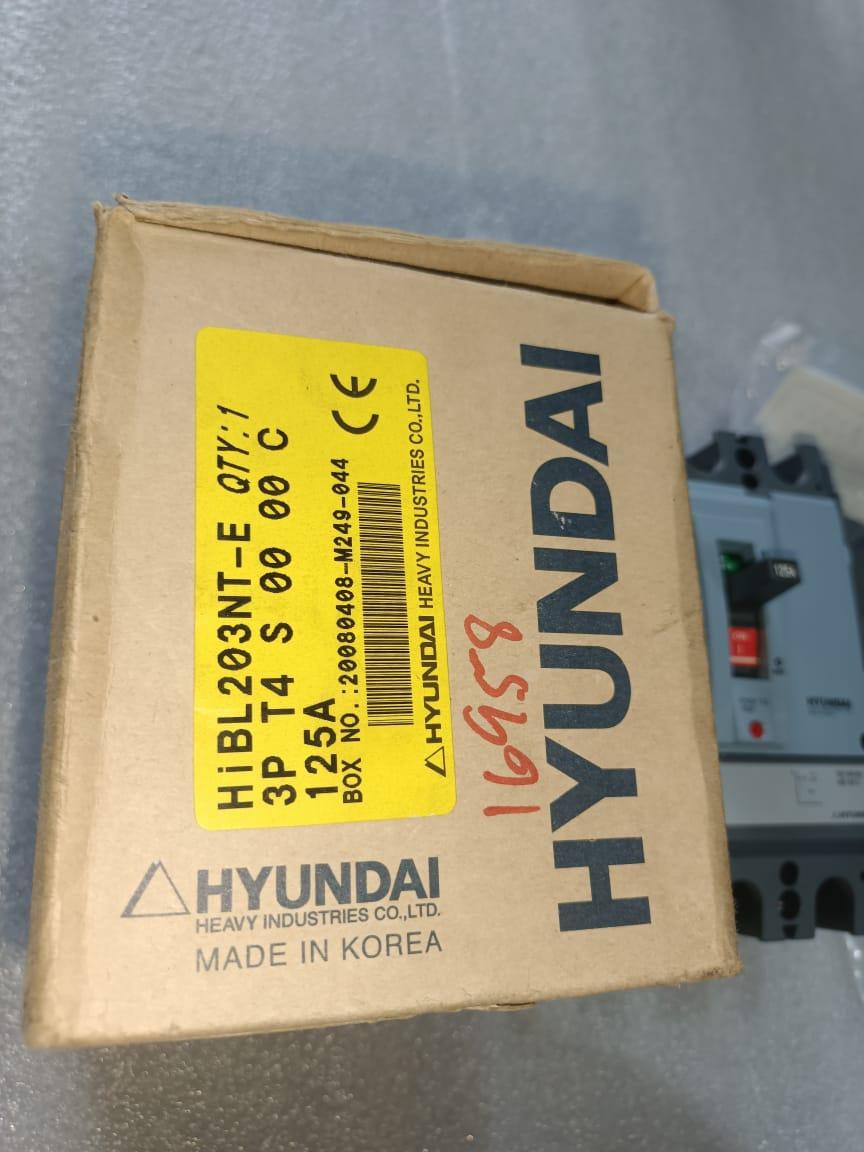 HiBL203NT-E QTY:1
3P T4 S 00 00 C
125A
BOX NO.:20080408-M249-044
CE
HYUNDAI HEAVY INDUSTRIES CO.,LTD.
16958
HYUNDAI
HYUNDAI
HEAVY INDUSTRIES CO.,LTD.
MADE IN KOREA
125A
HYUNDAI